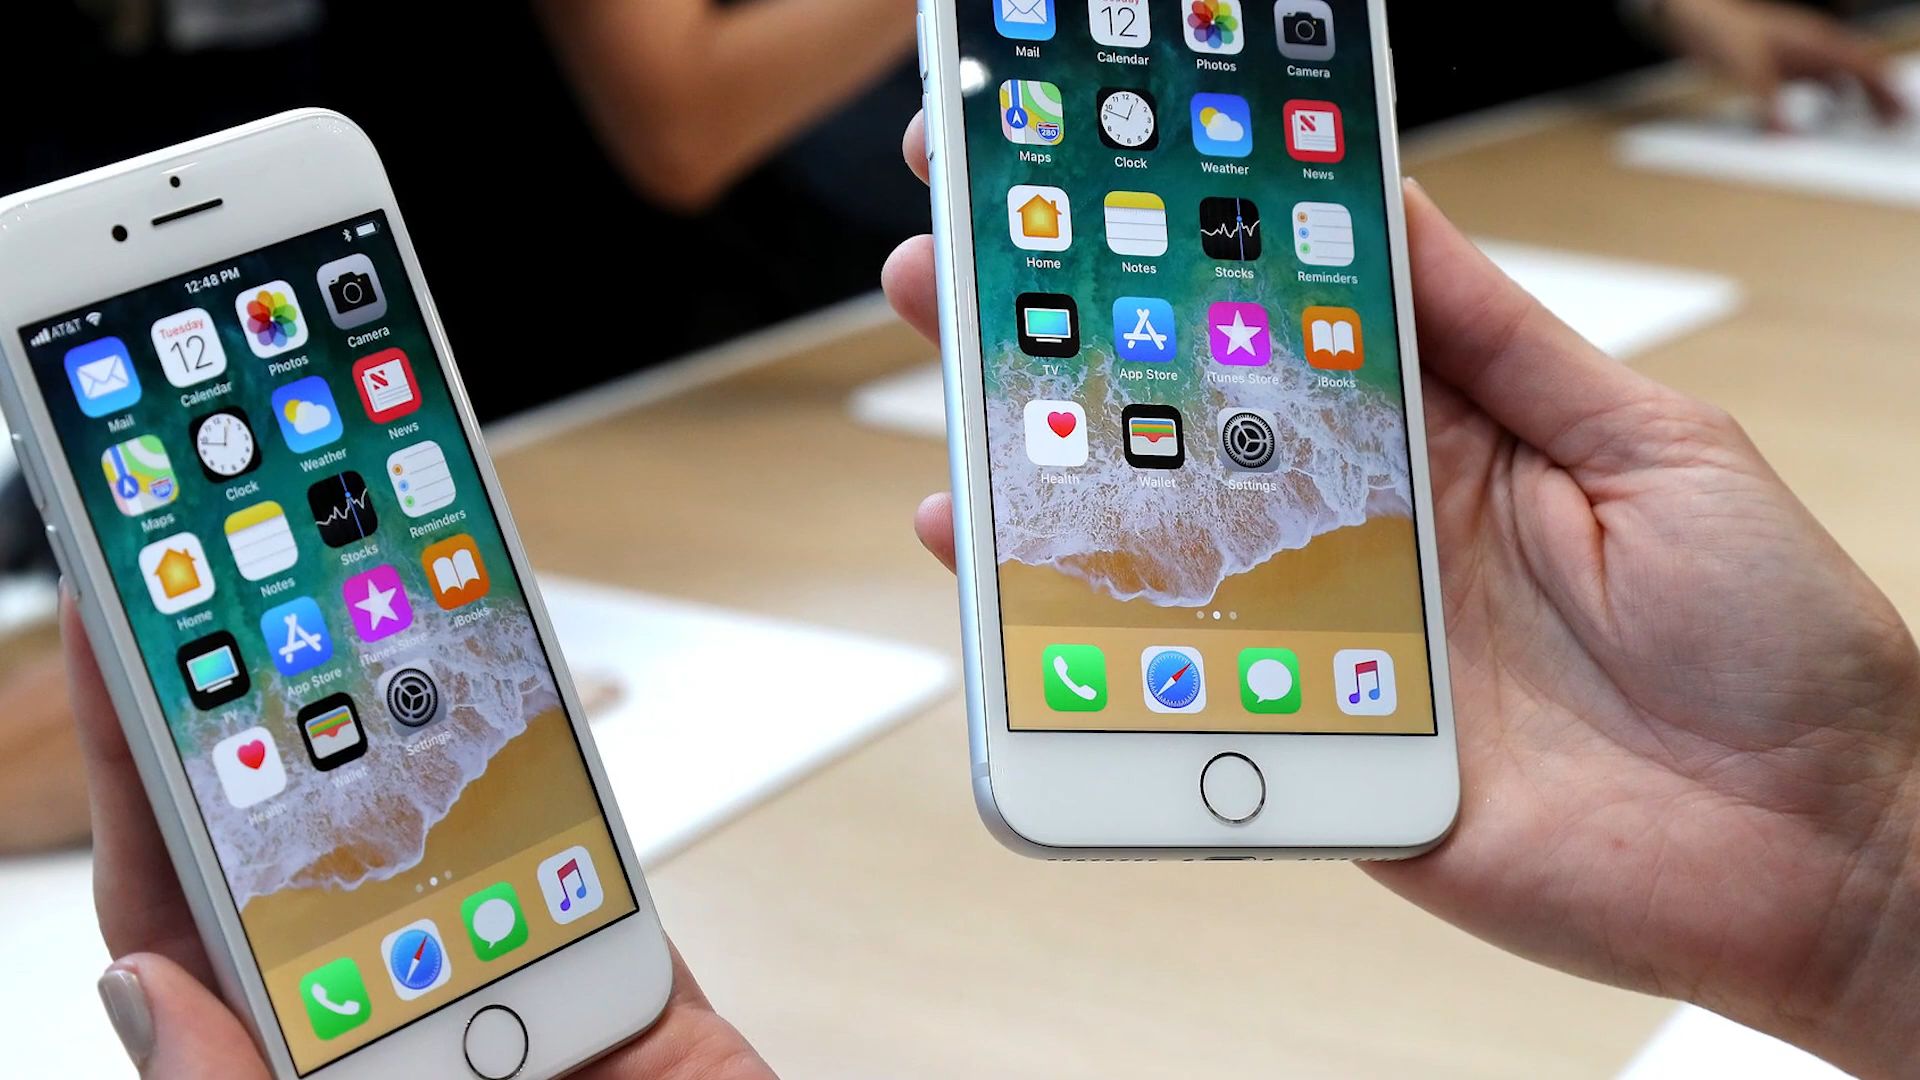 12:48 PM
AT&T
Mail
Tuesday
12
Calendar
Photos
Camera
Maps
280
Clock
Weather
News
Home
Notes
Stocks
Reminders
TV
App Store
iTunes Store
iBooks
Health
Wallet
Settings
Mail
12
Calendar
Photos
Camera
280
Maps
Clock
Weather
News
Home
Notes
Stocks
Reminders
TV
App Store
iTunes Store
iBooks
Health
Wallet
Settings